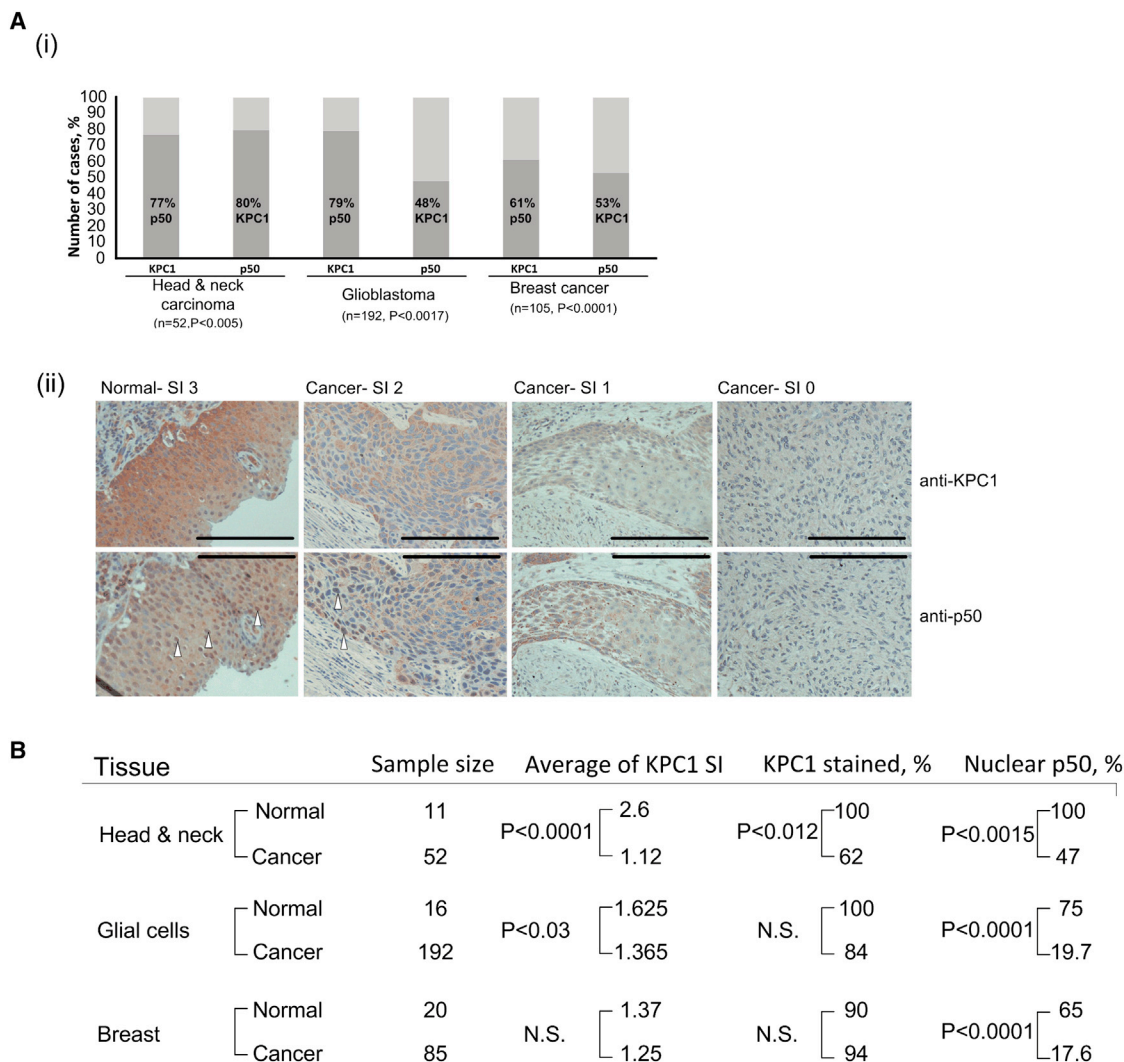 A
(i)
Number of cases, %
100
90
80
70
60
50
40
30
20
10
0
77% p50
80% KPC1
79% p50
48% KPC1
61% p50
53% KPC1
KPC1 p50 KPC1 p50 KPC1 p50
Head & neck carcinoma
(n=52,P<0.005)
Glioblastoma
(n=192, P<0.0017)
Breast cancer
(n=105, P<0.0001)
(ii)
Normal- SI 3 Cancer- SI 2 Cancer- SI 1 Cancer- SI 0
anti-KPC1
anti-p50
B
Tissue Sample size Average of KPC1 SI KPC1 stained, % Nuclear p50, %
Head & neck
Normal 11 2.6 100 100
P<0.0001 P<0.012 P<0.0015
Cancer 52 1.12 62 47
Glial cells
Normal 16 1.625 100 75
P<0.03 N.S. P<0.0001
Cancer 192 1.365 84 19.7
Breast
Normal 20 1.37 90 65
N.S. N.S. P<0.0001
Cancer 85 1.25 94 17.6